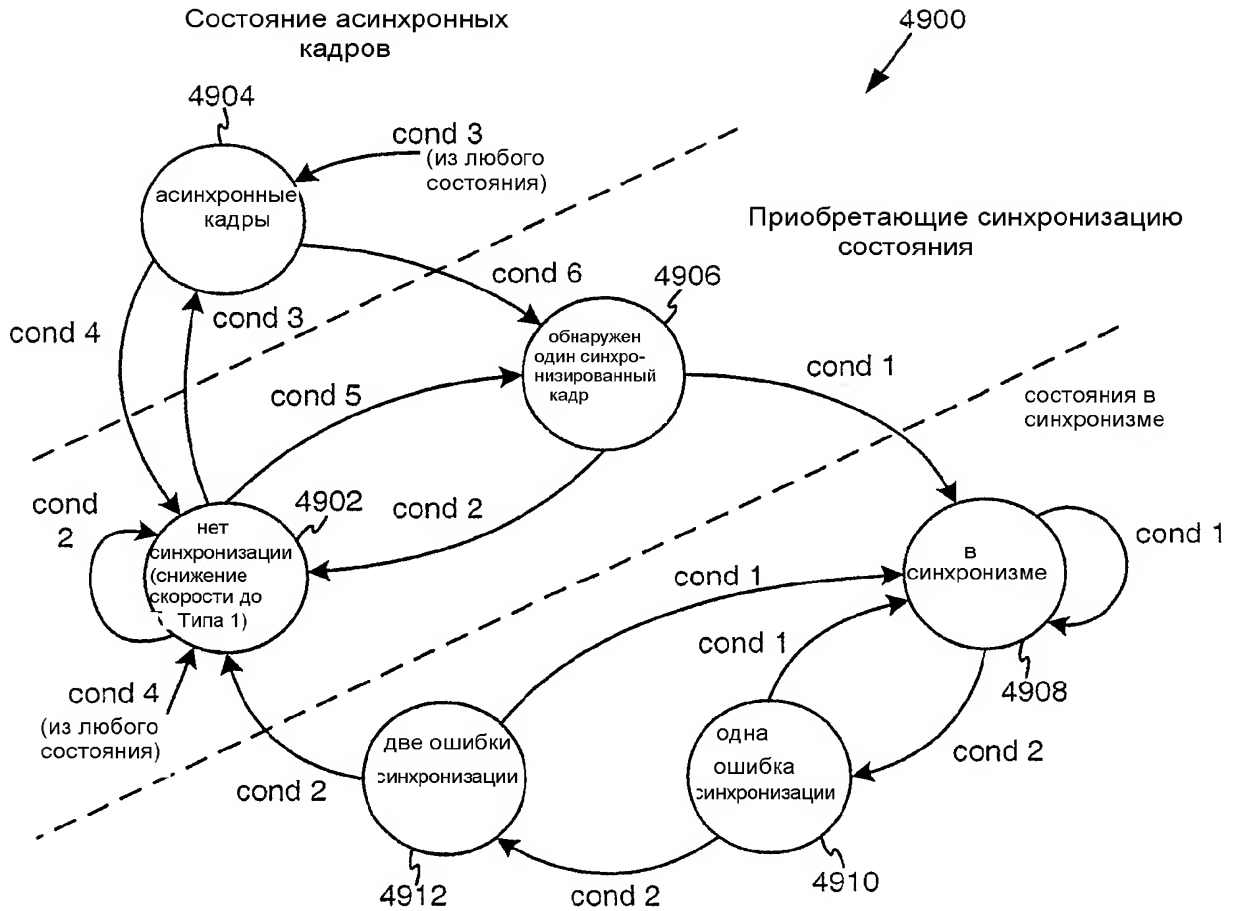 Состояние асинхронных
кадров
4900
4904
cond 3
(из любого
состояния)
асинхронные
кадры
Приобретающие синхронизацию
состояния
cond 6
4906
cond 4
cond 3
обнаружен
один синхро-
низированный
кадр
cond 1
cond 5
состояния в
синхронизме
cond
2
4902
cond 2
нет
синхронизации
(снижение
скорости до
Типа 1)
cond 1
в
синхронизме
cond 1
cond 1
4908
cond 4
(из любого
состояния)
две ошибки
синхронизации
одна
ошибка
синхронизации
cond 2
cond 2
4912
cond 2
4910